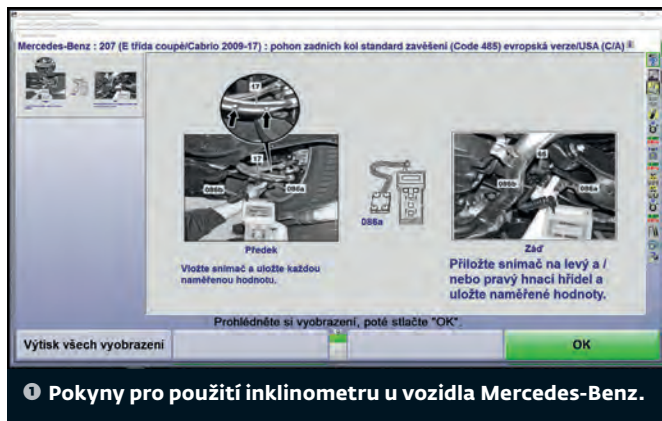 Mercedes-Benz : 207 (E třída coupè/Cabrio 2009-17) : pohon zadních kol standard zavěšení (Code 485) evropská verze/USA (C/A)
17
17
086b
086a
086a
086b
086a
Předek
Záď
Vložte snímač a uložte každou
naměřenou hodnotu.
Přiložte snímač na levý a /
nebo pravý hnací hřídel a
uložte naměřené hodnoty.
Prohlédněte si vyobrazení, poté stlačte "OK".
Výtisk všech vyobrazení
OK
❶ Pokyny pro použití inklinometru u vozidla Mercedes-Benz.